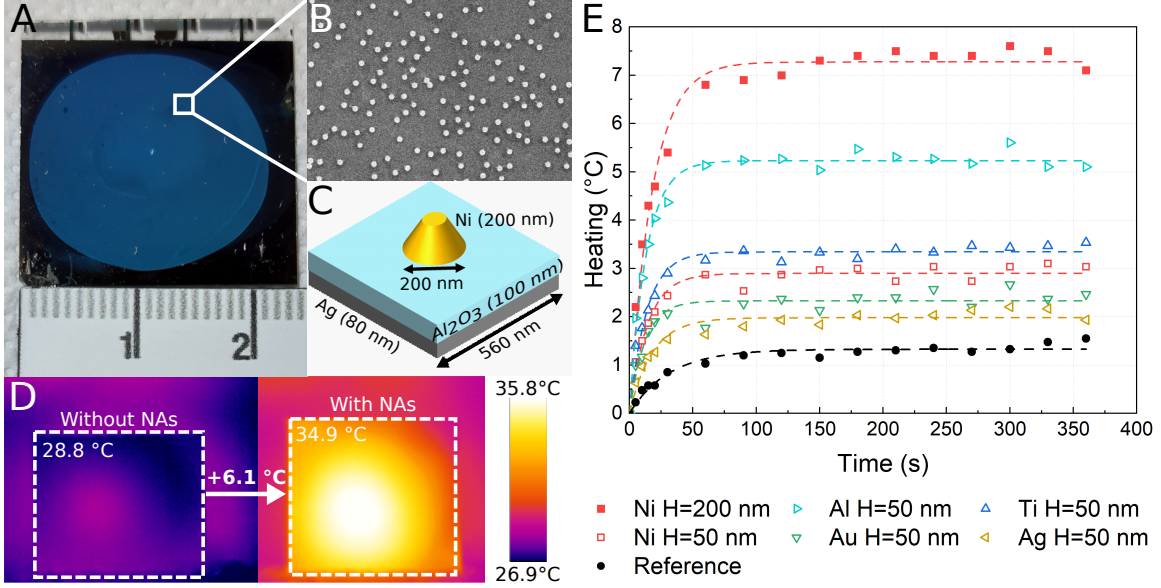 A
1
2
B
C
Ni (200 nm)
200 nm
Ag (80 nm)
Al2O3 (100 nm)
560 nm
D
Without NAs
28.8 °C
+6.1 °C
With NAs
34.9 °C
35.8°C
26.9°C
E
Heating (°C)
8
7
6
5
4
3
2
1
0
0 50 100 150 200 250 300 350 400
Time (s)
Ni H=200 nm Al H=50 nm Ti H=50 nm
Ni H=50 nm Au H=50 nm Ag H=50 nm
Reference